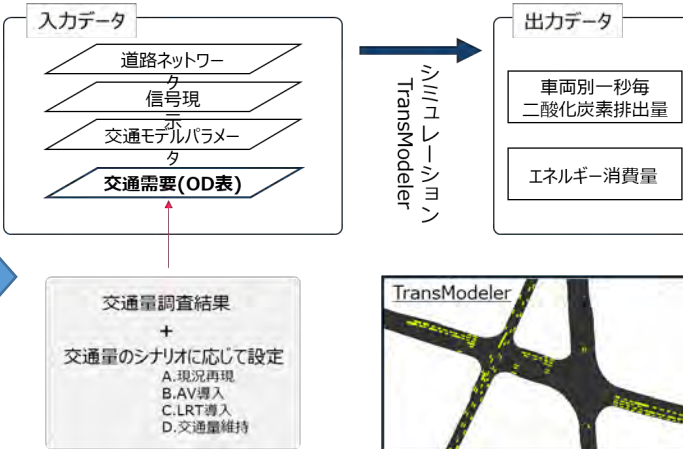 入力データ
道路ネットワー
ク
信号現
示
交通モデルパラメー
タ
交通需要(OD表)
シミュレーション
TransModeler
出力データ
車両別一秒毎
二酸化炭素排出量
エネルギー消費量
交通量調査結果
+
交通量のシナリオに応じて設定
A.現況再現
B.AV導入
C.LRT導入
D.交通量維持
TransModeler